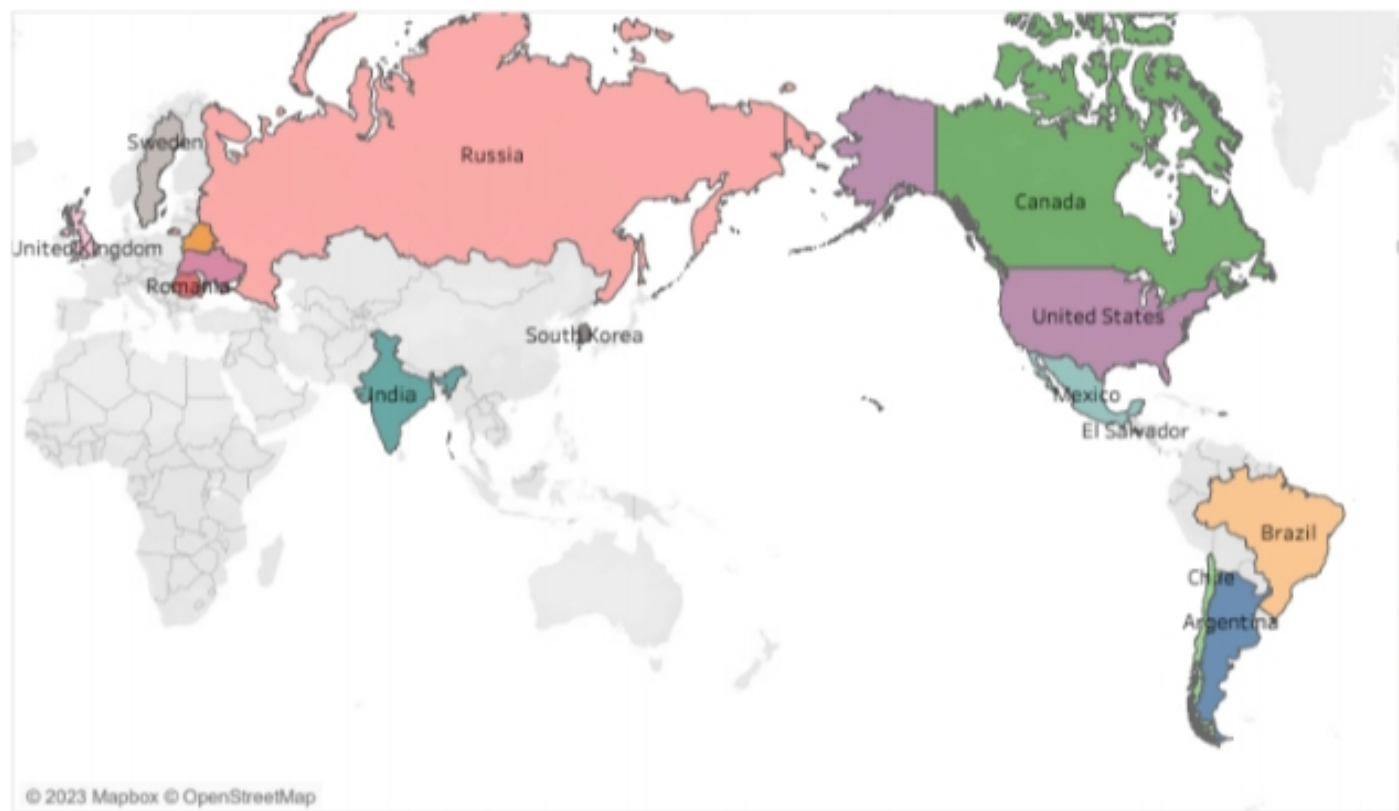 Sweden
Russia
Canada
United Kingdom
Romania
United States
South Korea
India
Mexico
El Salvador
Brazil
Chile
Argentina
© 2023 Mapbox © OpenStreetMap